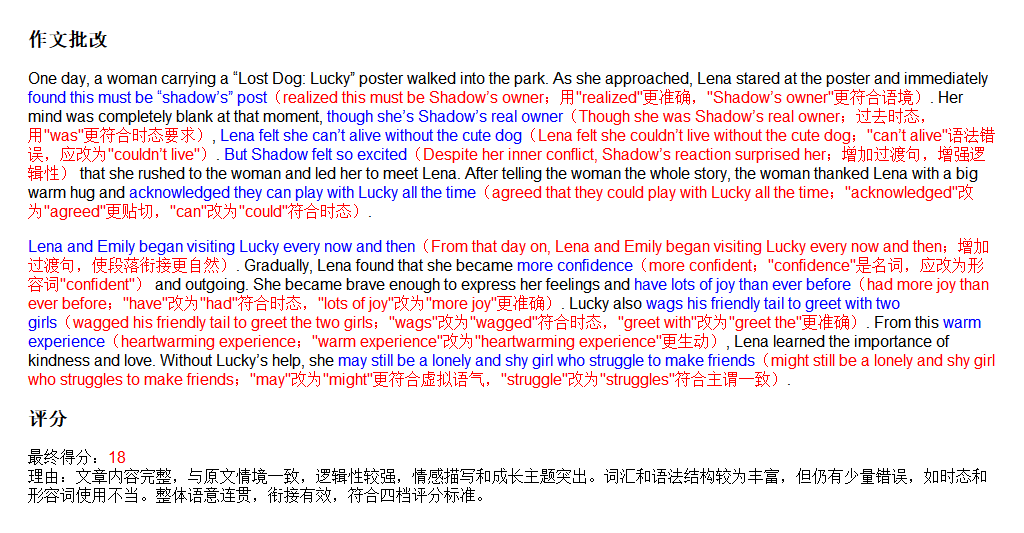 作文批改
One day, a woman carrying a “Lost Dog: Lucky” poster walked into the park. As she approached, Lena stared at the poster and immediately
found this must be “shadow’s” post（realized this must be Shadow’s owner；用"realized"更准确，"Shadow’s owner"更符合语境）. Her
mind was completely blank at that moment, though she’s Shadow’s real owner（Though she was Shadow’s real owner；过去时态，
用"was"更符合时态要求）, Lena felt she can’t alive without the cute dog（Lena felt she couldn’t live without the cute dog；"can’t alive"语法错
误，应改为"couldn’t live"）. But Shadow felt so excited（Despite her inner conflict, Shadow’s reaction surprised her；增加过渡句，增强逻
辑性） that she rushed to the woman and led her to meet Lena. After telling the woman the whole story, the woman thanked Lena with a big
warm hug and acknowledged they can play with Lucky all the time（agreed that they could play with Lucky all the time；"acknowledged"改
为"agreed"更贴切，"can"改为"could"符合时态）.
Lena and Emily began visiting Lucky every now and then（From that day on, Lena and Emily began visiting Lucky every now and then；增加
过渡句，使段落衔接更自然）. Gradually, Lena found that she became more confidence（more confident；"confidence"是名词，应改为形
容词"confident"） and outgoing. She became brave enough to express her feelings and have lots of joy than ever before（had more joy than
ever before；"have"改为"had"符合时态，"lots of joy"改为"more joy"更准确）. Lucky also wags his friendly tail to greet with two
girls（wagged his friendly tail to greet the two girls；"wags"改为"wagged"符合时态，"greet with"改为"greet the"更准确）. From this warm
experience（heartwarming experience；"warm experience"改为"heartwarming experience"更生动）, Lena learned the importance of
kindness and love. Without Lucky’s help, she may still be a lonely and shy girl who struggle to make friends（might still be a lonely and shy girl
who struggles to make friends；"may"改为"might"更符合虚拟语气，"struggle"改为"struggles"符合主谓一致）.
评分
最终得分：18
理由：文章内容完整，与原文情境一致，逻辑性较强，情感描写和成长主题突出。词汇和语法结构较为丰富，但仍有少量错误，如时态和
形容词使用不当。整体语意连贯，衔接有效，符合四档评分标准。